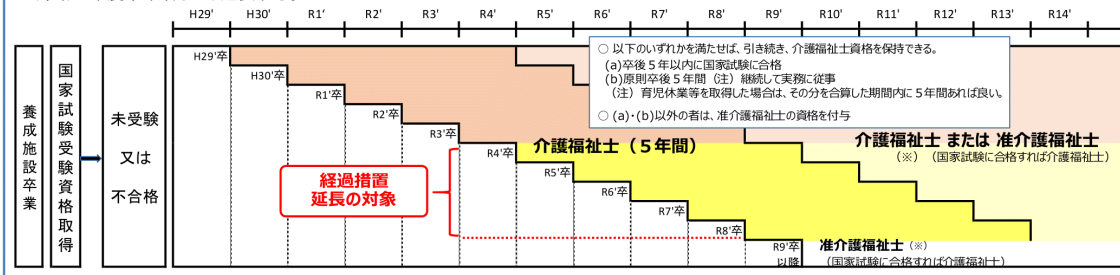 H29' H30' R1' R2' R3' R4' R5' R6' R7' R8' R9' R10' R11' R12' R13' R14'
養成施設卒業
国家試験受験資格取得
未受験
又は
不合格
H29'卒
H30'卒
R1'卒
R2'卒
R3'卒
R4'卒
R5'卒
R6'卒
R7'卒
R8'卒
R9'卒
以降
経過措置
延長の対象
介護福祉士(5年間)
○ 以下のいずれかを満たせば、引き続き、介護福祉士資格を保持できる。
(a)卒後5年以内に国家試験に合格
(b)原則卒後5年間(注)継続して実務に従事
(注)育児休業等を取得した場合は、その分を合算した期間内に5年間あれば良い。
○ (a)・(b)以外の者は、准介護福祉士の資格を付与
介護福祉士 または 准介護福祉士
(※)(国家試験に合格すれば介護福祉士)
准介護福祉士(※)
(国家試験に合格すれば介護福祉士)